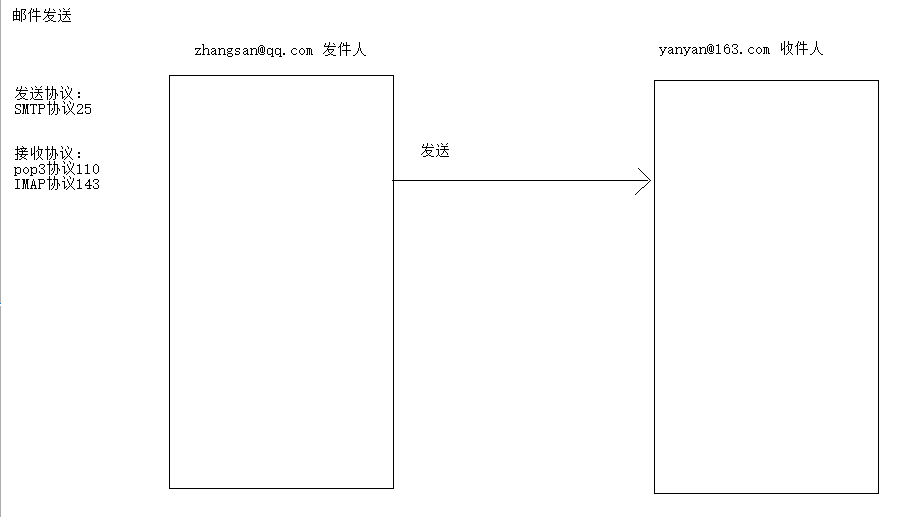 邮件发送
zhangsan@qq.com 发件人
yanyan@163.com 收件人
发送协议：
SMTP协议25
接收协议：
pop3协议110
IMAP协议143
发送